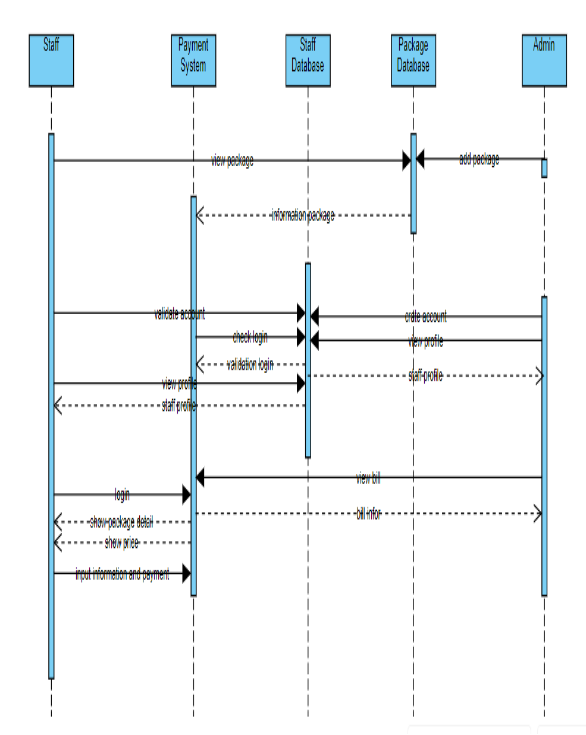 Staff
Payment
System
Staff
Database
Package
Database
Admin
view package
add package
information package
validate account
crate account
check login
view profile
validation login
staff profile
view profile
staff profile
view bill
login
bill infor
show package detail
show price
input information and payment